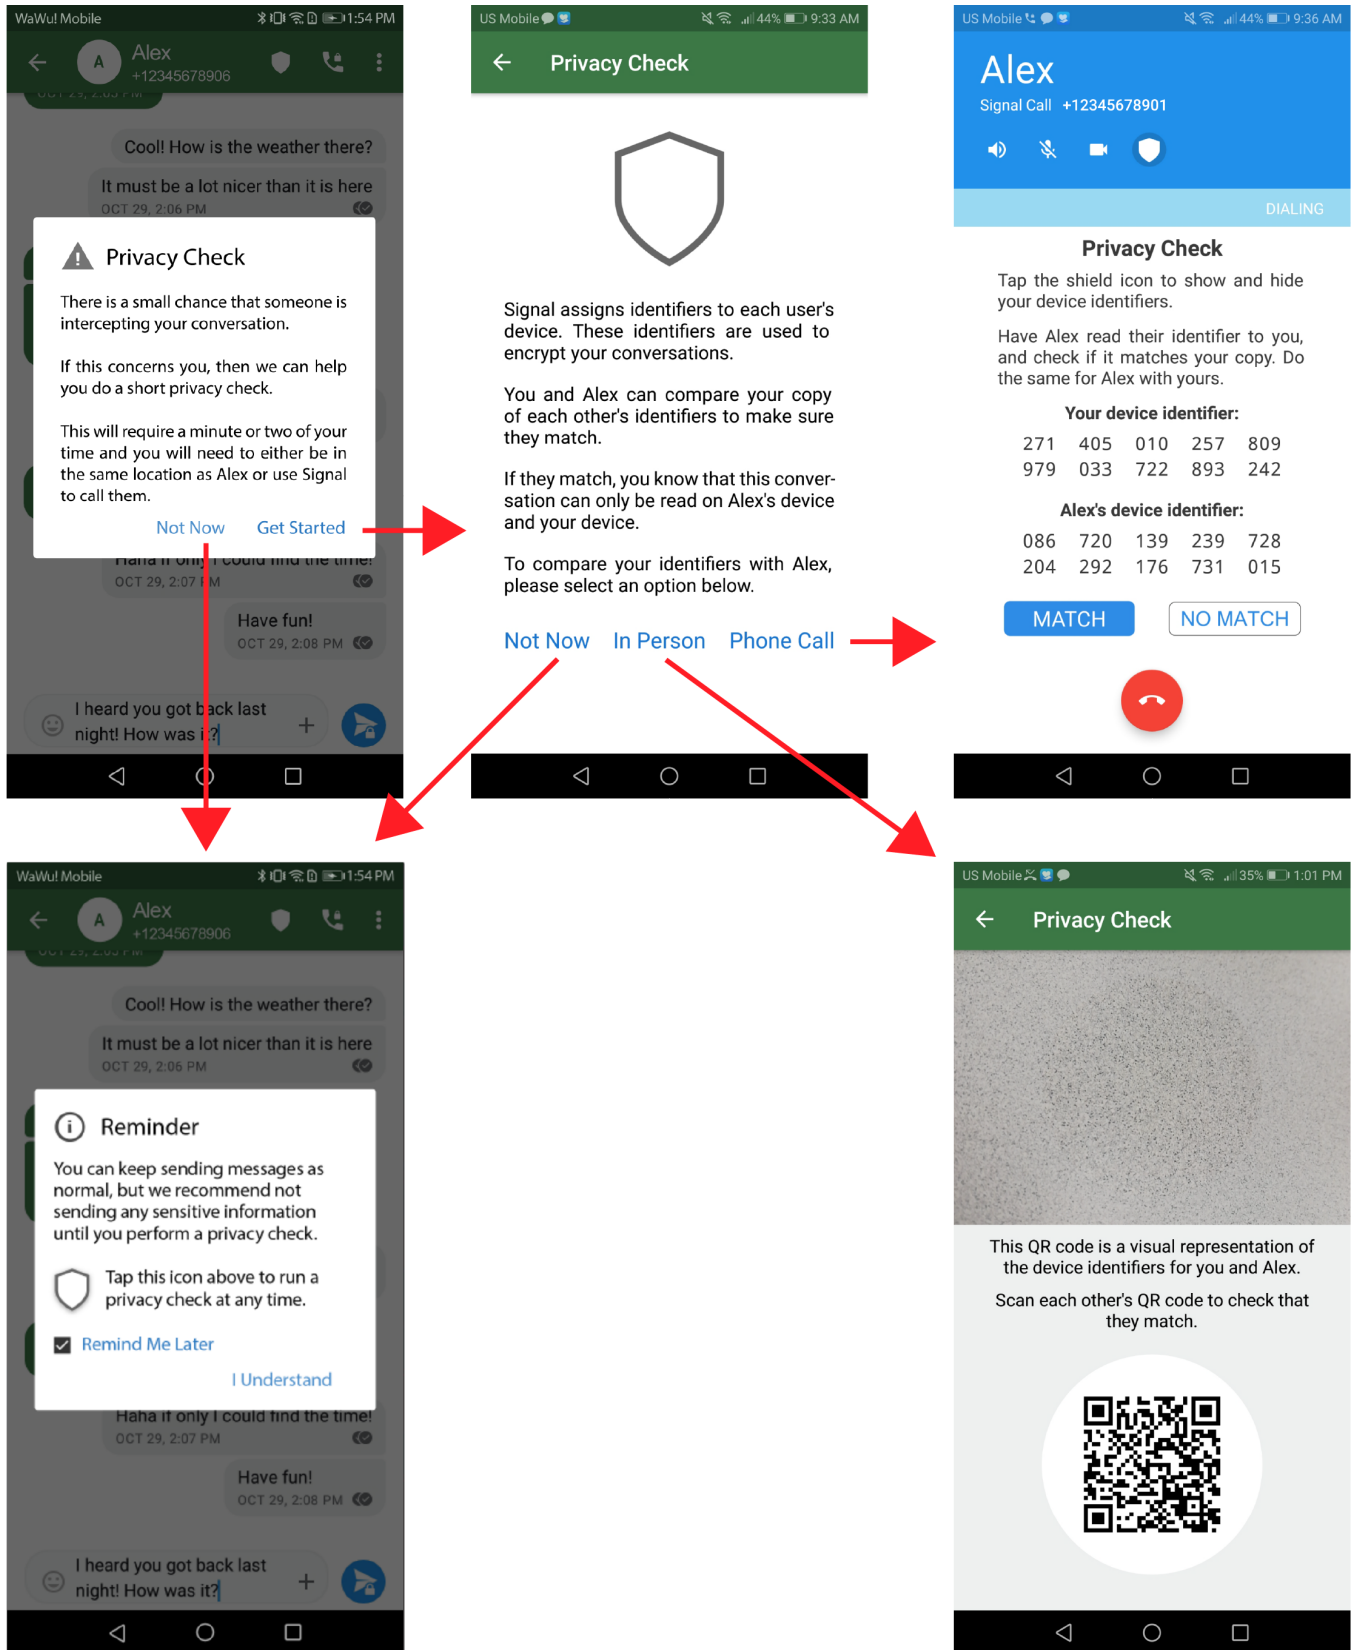 WaWu! Mobile
1:54 PM
A
Alex
+12345678906
OCT 29, 2:03 PM
Cool! How is the weather there?
It must be a lot nicer than it is here
OCT 29, 2:06 PM
Privacy Check
There is a small chance that someone is
intercepting your conversation.
If this concerns you, then we can help
you do a short privacy check.
This will require a minute or two of your
time and you will need to either be in
the same location as Alex or use Signal
to call them.
Not Now Get Started
Haha if only I could find the time!
OCT 29, 2:07 PM
Have fun!
OCT 29, 2:08 PM
I heard you got back last
night! How was it?
US Mobile
44% 9:33 AM
Privacy Check
Signal assigns identifiers to each user's
device. These identifiers are used to
encrypt your conversations.
You and Alex can compare your copy
of each other's identifiers to make sure
they match.
If they match, you know that this conver-
sation can only be read on Alex's device
and your device.
To compare your identifiers with Alex,
please select an option below.
Not Now In Person Phone Call
US Mobile
44% 9:36 AM
Alex
Signal Call +12345678901
DIALING
Privacy Check
Tap the shield icon to show and hide
your device identifiers.
Have Alex read their identifier to you,
and check if it matches your copy. Do
the same for Alex with yours.
Your device identifier:
271 405 010 257 809
979 033 722 893 242
Alex's device identifier:
086 720 139 239 728
204 292 176 731 015
MATCH NO MATCH
WaWu! Mobile
1:54 PM
A
Alex
+12345678906
OCT 29, 2:03 PM
Cool! How is the weather there?
It must be a lot nicer than it is here
OCT 29, 2:06 PM
Reminder
You can keep sending messages as
normal, but we recommend not
sending any sensitive information
until you perform a privacy check.
Tap this icon above to run a
privacy check at any time.
Remind Me Later
I Understand
Haha if only I could find the time!
OCT 29, 2:07 PM
Have fun!
OCT 29, 2:08 PM
I heard you got back last
night! How was it?
US Mobile
35% 1:01 PM
Privacy Check
This QR code is a visual representation of
the device identifiers for you and Alex.
Scan each other's QR code to check that
they match.